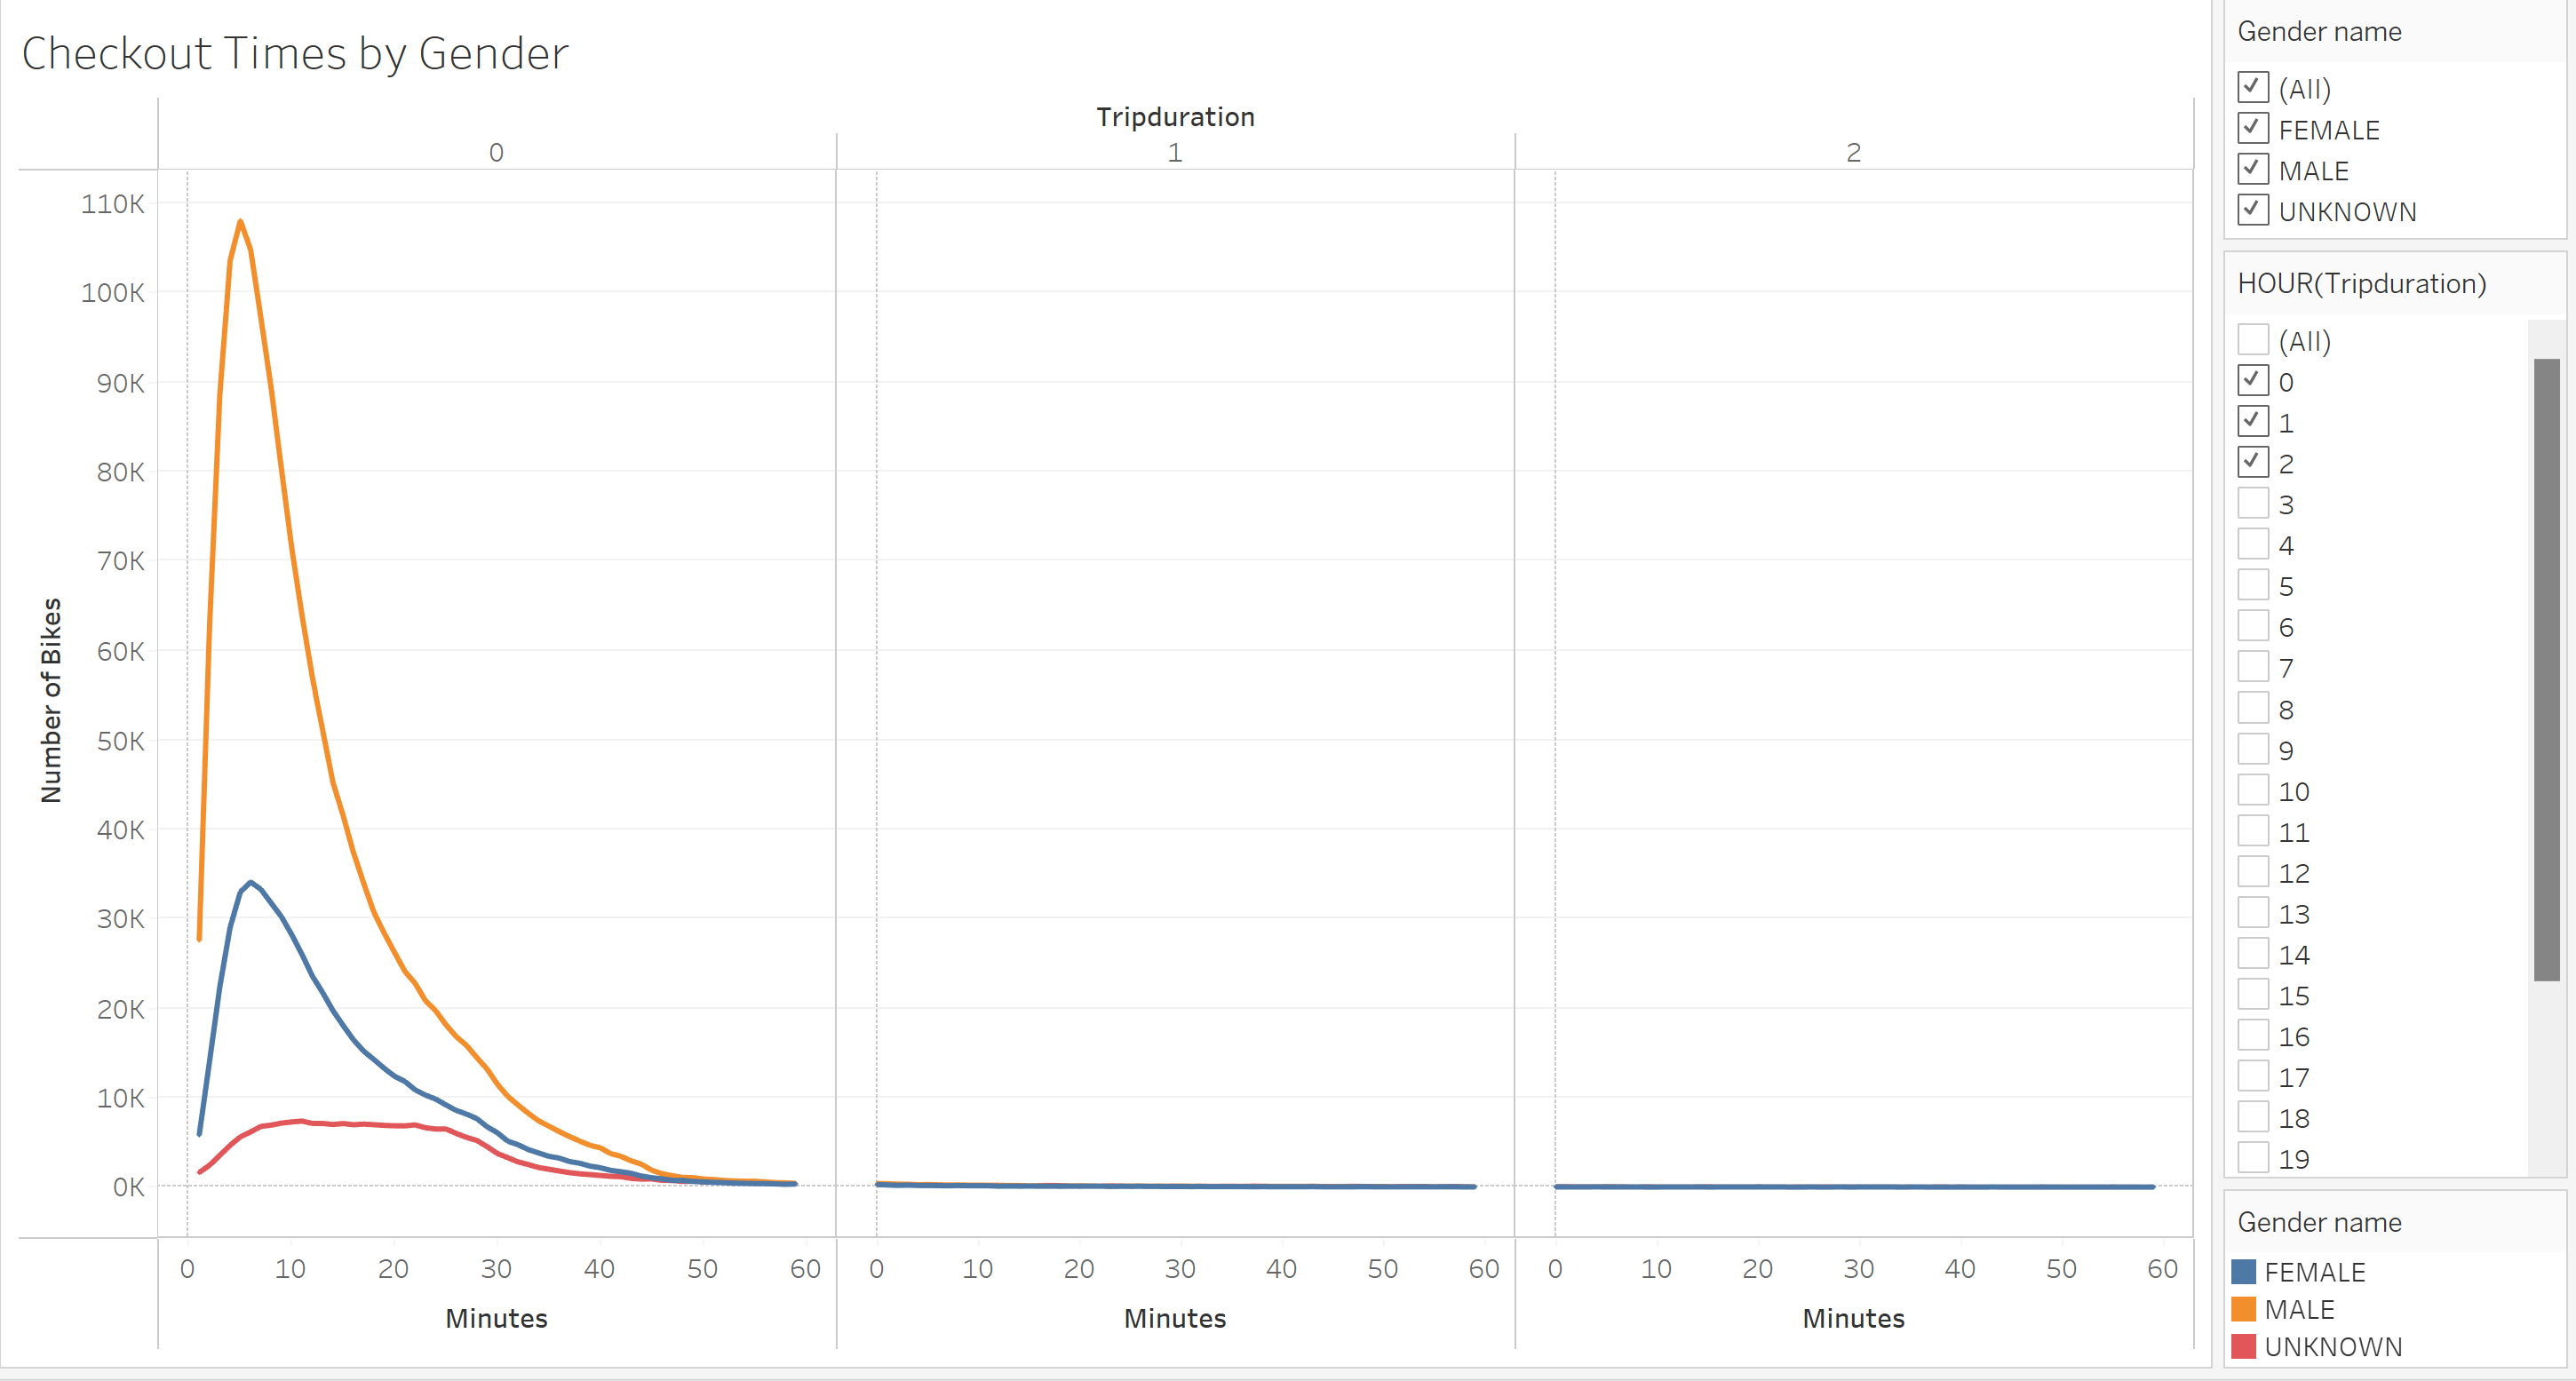 Checkout Times by Gender
Tripduration
0 1 2
110K
100K
90K
80K
70K
60K
50K
40K
30K
20K
10K
0K
Number of Bikes
0 10 20 30 40 50 60 0 10 20 30 40 50 60 0 10 20 30 40 50 60
Minutes Minutes Minutes
Gender name
(All)
FEMALE
MALE
UNKNOWN
HOUR(Tripduration)
(All)
0
1
2
3
4
5
6
7
8
9
10
11
12
13
14
15
16
17
18
19
Gender name
FEMALE
MALE
UNKNOWN